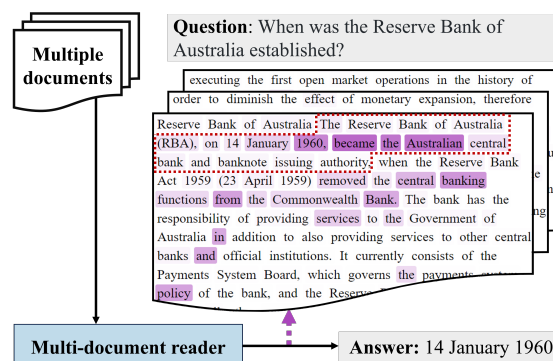 Multiple
documents
Question: When was the Reserve Bank of
Australia established?
executing the first open market operations in the history of
order to diminish the effect of monetary expansion, therefore
Reserve Bank of Australia The Reserve Bank of Australia
(RBA), on 14 January 1960, became the Australian central
bank and banknote issuing authority, when the Reserve Bank
Act 1959 (23 April 1959) removed the central banking
functions from the Commonwealth Bank. The bank has the
responsibility of providing services to the Government of
Australia in addition to also providing services to other central
banks and official institutions. It currently consists of the
Payments System Board, which governs the payments
policy of the bank, and the
Multi-document reader
Answer: 14 January 1960